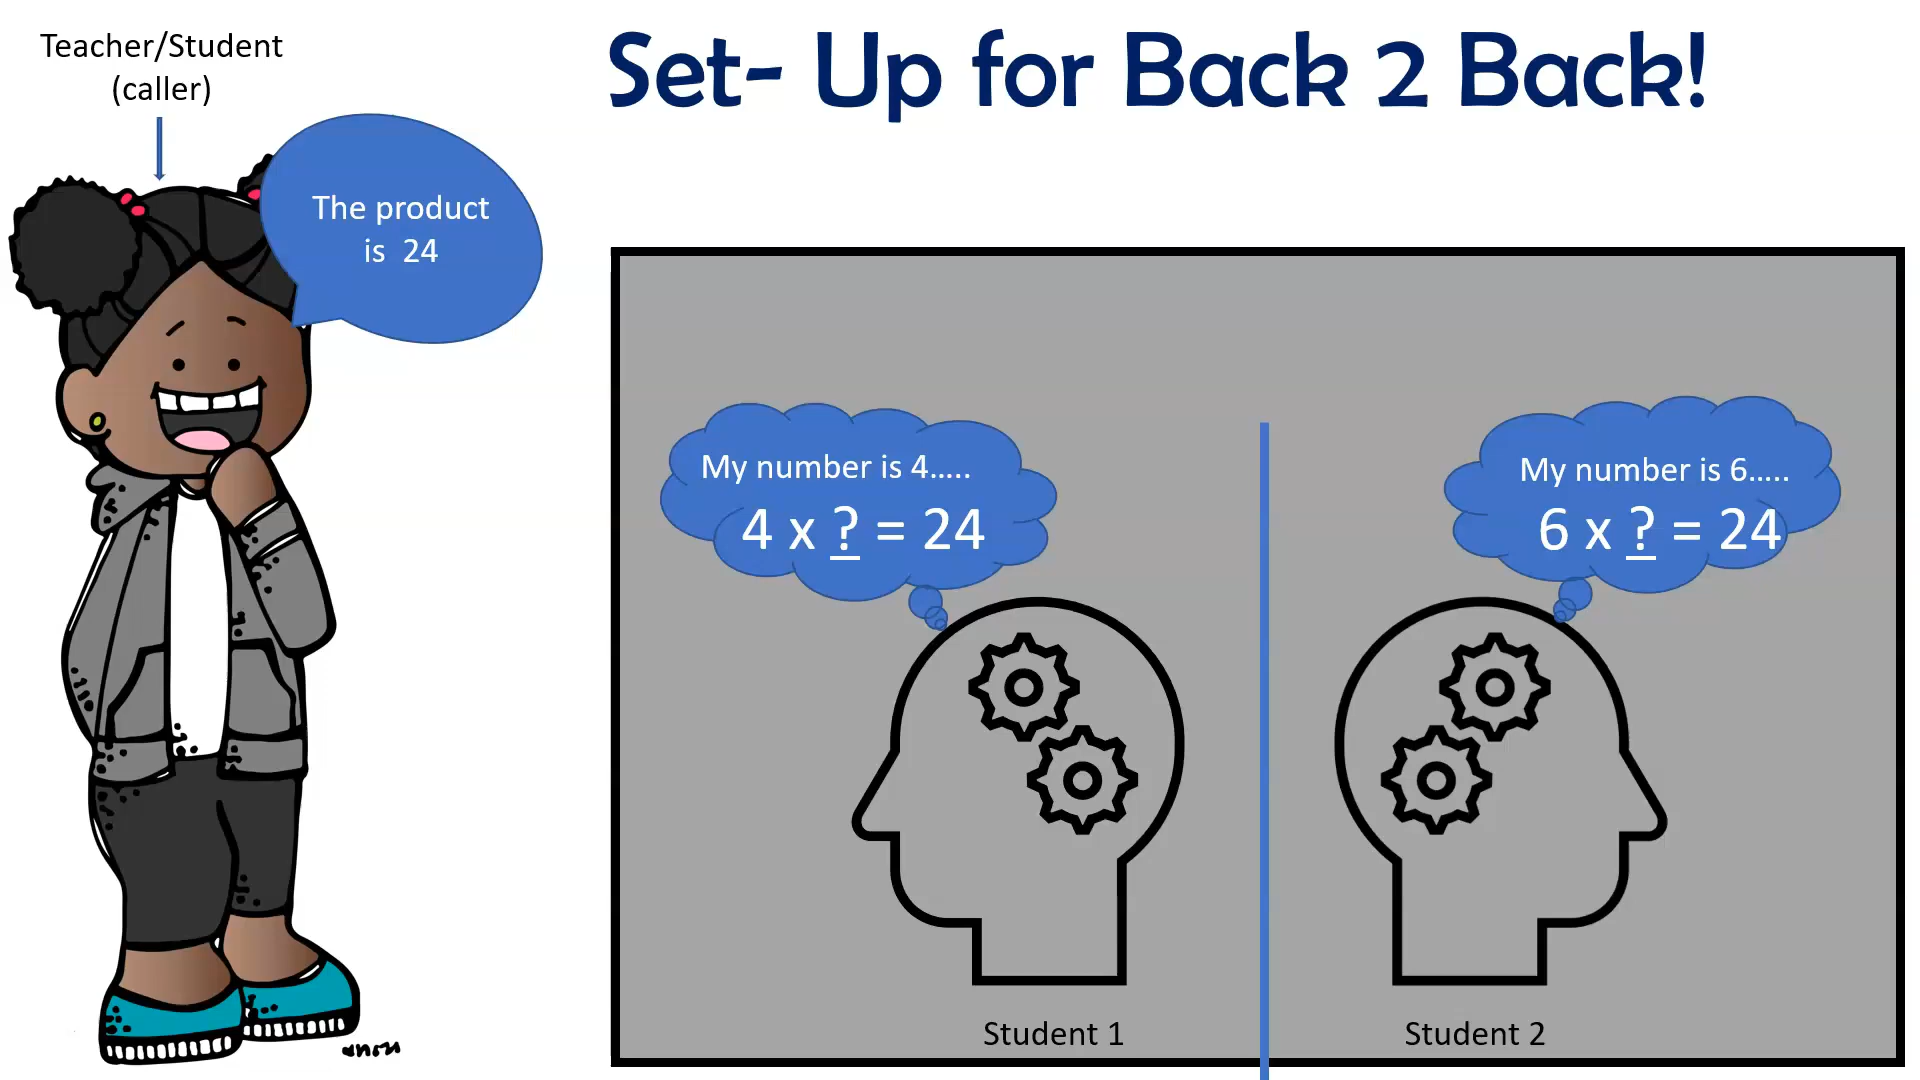 Teacher/Student
(caller)
Set- Up for Back 2 Back!
The product
is 24
My number is 4.....
4 x ? = 24
My number is 6.....
6 x ? = 24
Student 1
Student 2